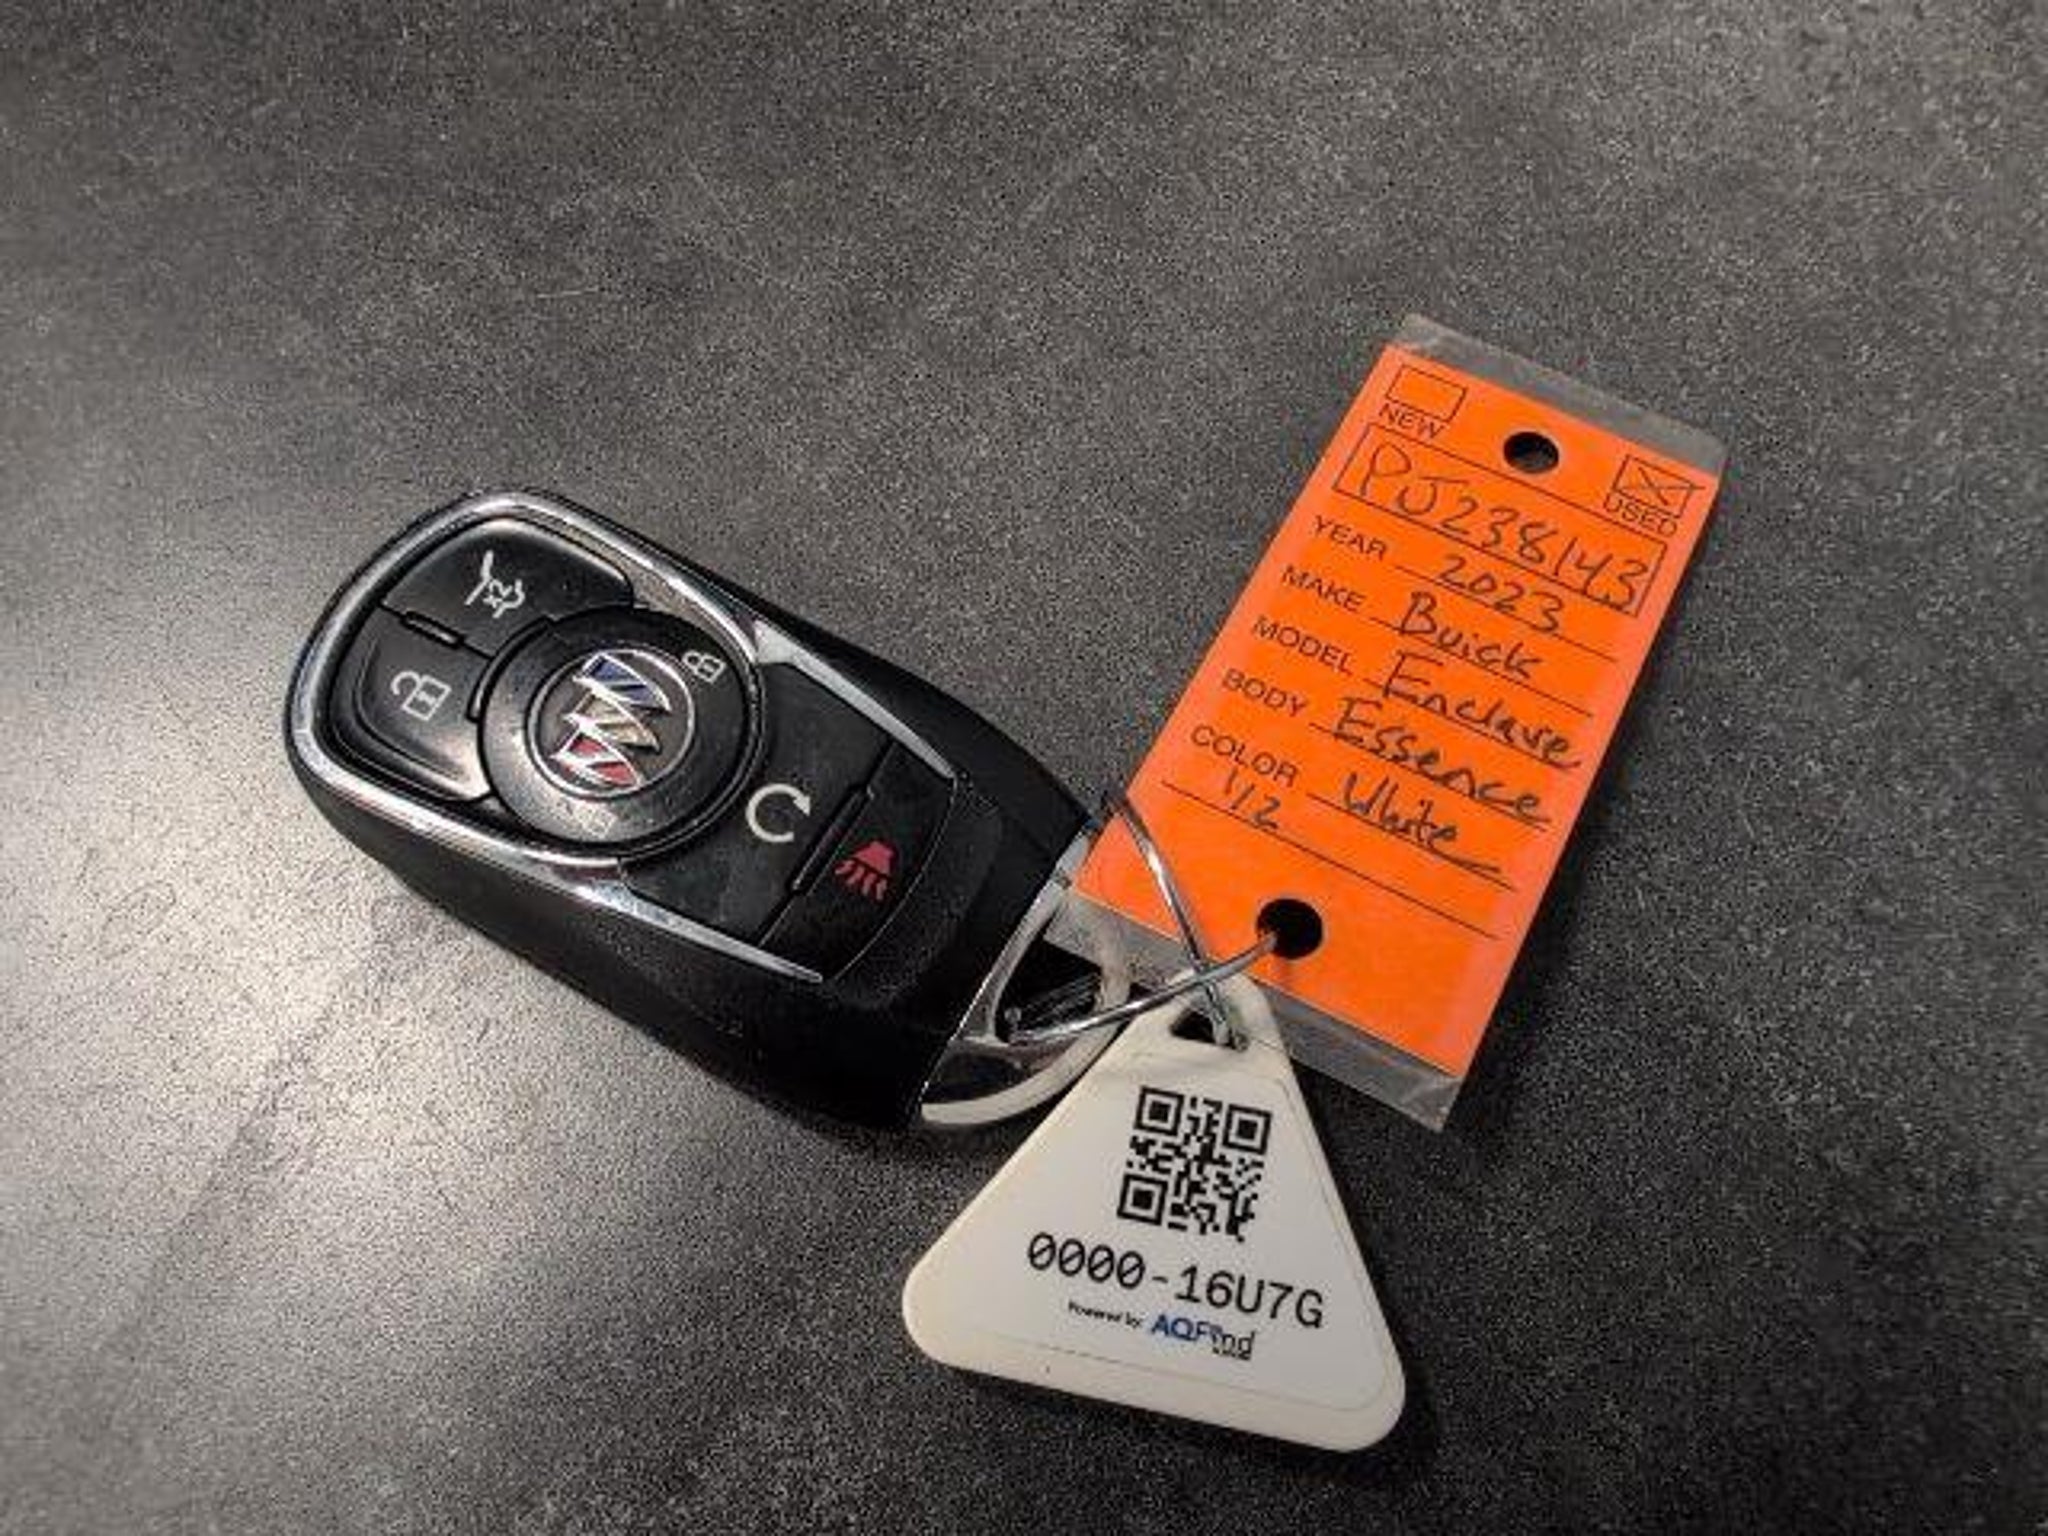 NEW
USED
PJ238143
YEAR 2023
MAKE Buick
MODEL Enclave
BODY Essence
COLOR White
1/2
0000-16U7G
Powered by: AQFind